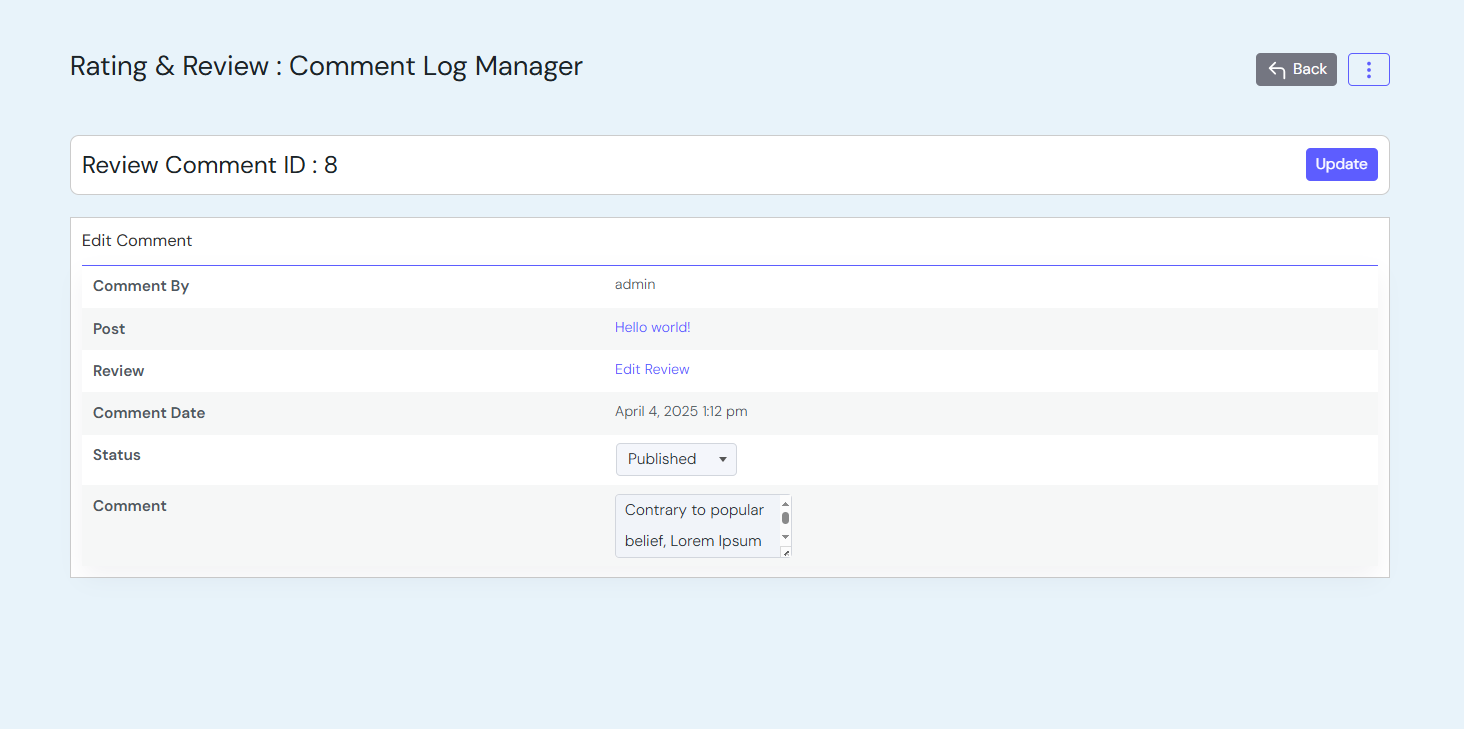 Rating & Review : Comment Log Manager
Back
Review Comment ID : 8
Update
Edit Comment
Comment By admin
Post Hello world!
Review Edit Review
Comment Date April 4, 2025 1:12 pm
Status Published
Comment Contrary to popular
belief, Lorem Ipsum